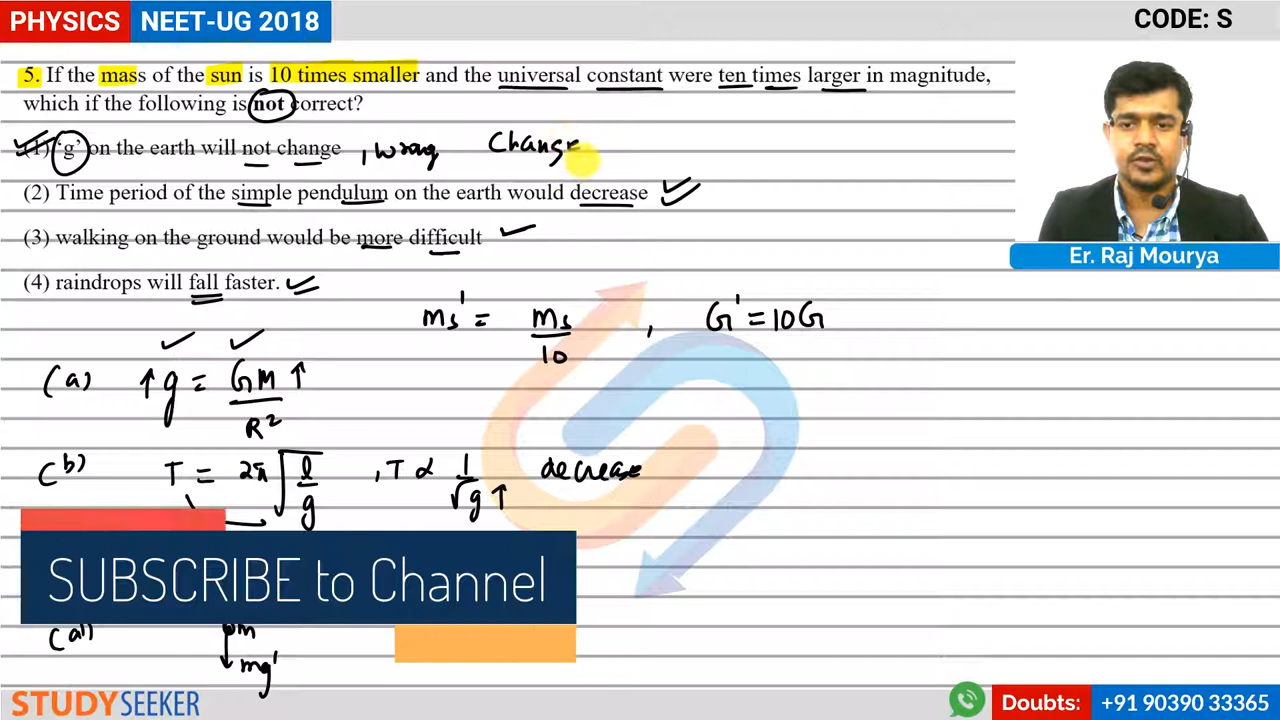 PHYSICS NEET-UG 2018 CODE: S
5. If the mass of the sun is 10 times smaller and the universal constant were ten times larger in magnitude,
which if the following is not correct?
(1) 'g' on the earth will not change , wrong Change
(2) Time period of the simple pendulum on the earth would decrease
(3) walking on the ground would be more difficult
(4) raindrops will fall faster.
Er. Raj Mourya
ms' = ms/10 , G' = 10G
(a) ↑ g = GM ↑ / R²
(b) T = 2π √(l/g) , T ∝ 1/√g ↑ decrease
SUBSCRIBE to Channel
m
mg'
STUDY SEEKER Doubts: +91 90390 33365